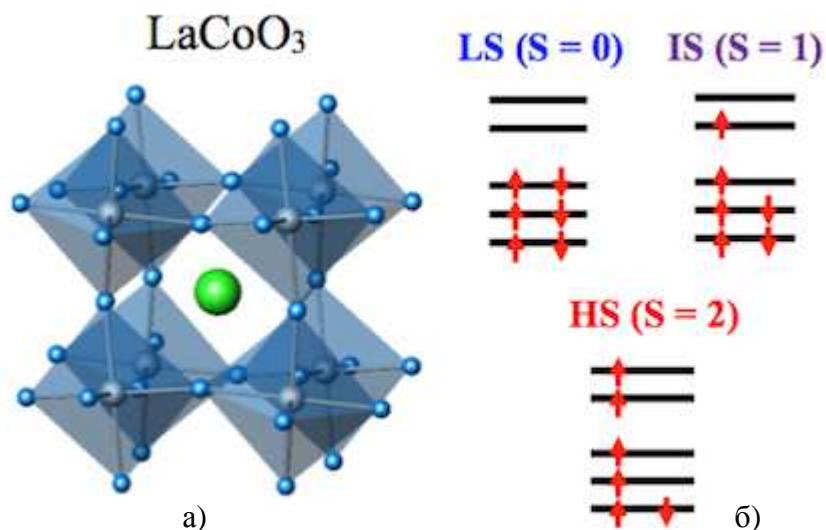 LaCoO₃
LS (S = 0)
IS (S = 1)
HS (S = 2)
а)
б)